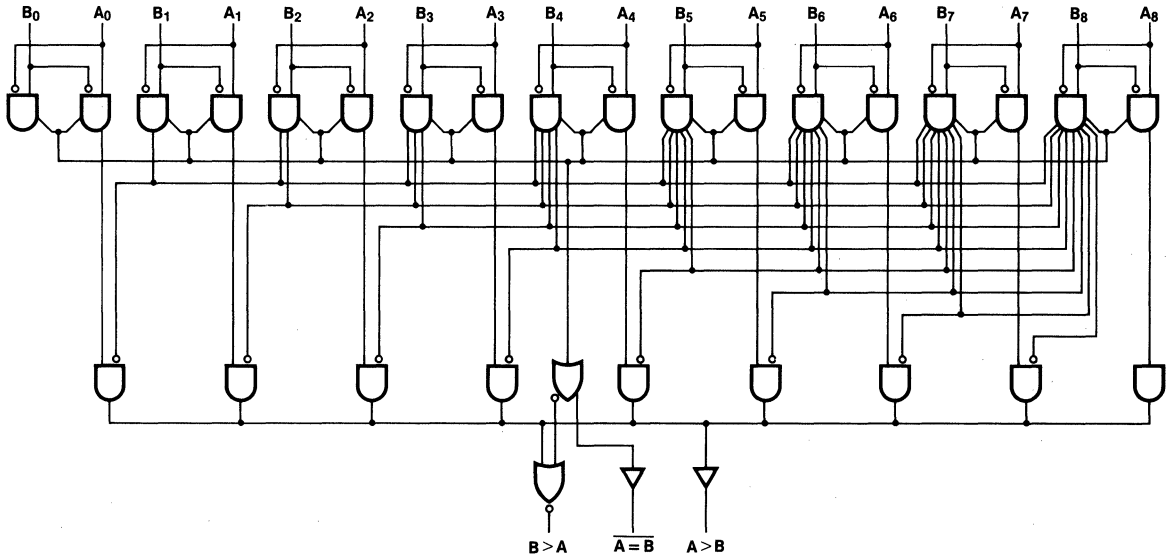 B₀ A₀ B₁ A₁ B₂ A₂ B₃ A₃ B₄ A₄ B₅ A₅ B₆ A₆ B₇ A₇ B₈ A₈
B > A A = B A > B